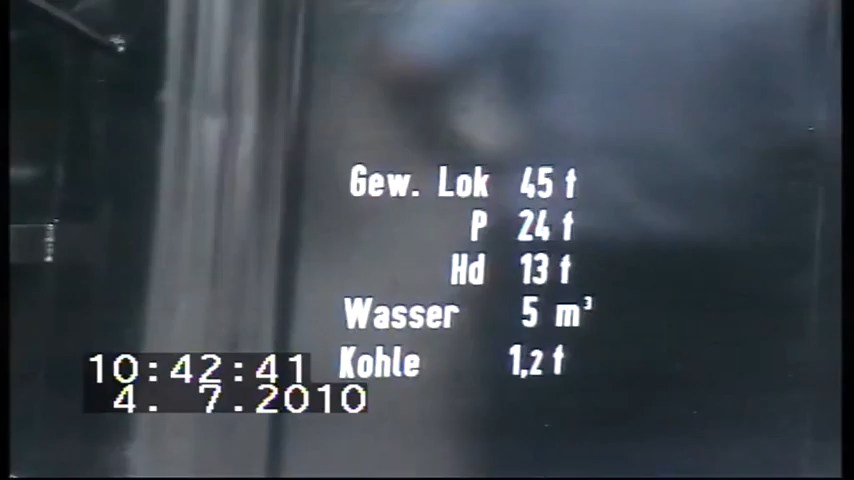 Gew. Lok 45 t
P 24 t
Hd 13 t
Wasser 5 m³
Kohle 1,2 t
10:42:41
4. 7.2010